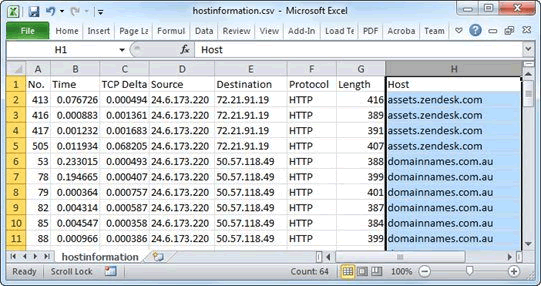 hostinformation.csv - Microsoft Excel
File Home Insert Page Layou Formul Data Review View Add-In Load Te PDF Acroba Team
H1 fx Host
A B C D E F G H
1 No. Time TCP Delta Source Destination Protocol Length Host
2 413 0.076726 0.000494 24.6.173.220 72.21.91.19 HTTP 416 assets.zendesk.com
3 416 0.000883 0.001361 24.6.173.220 72.21.91.19 HTTP 389 assets.zendesk.com
4 417 0.001232 0.001683 24.6.173.220 72.21.91.19 HTTP 391 assets.zendesk.com
5 505 0.011934 0.068205 24.6.173.220 72.21.91.19 HTTP 407 assets.zendesk.com
6 53 0.233015 0.000493 24.6.173.220 50.57.118.49 HTTP 388 domainnames.com.au
7 78 0.194665 0.000407 24.6.173.220 50.57.118.49 HTTP 399 domainnames.com.au
8 79 0.000364 0.000757 24.6.173.220 50.57.118.49 HTTP 401 domainnames.com.au
9 82 0.004314 0.000587 24.6.173.220 50.57.118.49 HTTP 387 domainnames.com.au
10 85 0.004547 0.000358 24.6.173.220 50.57.118.49 HTTP 384 domainnames.com.au
11 88 0.000966 0.000386 24.6.173.220 50.57.118.49 HTTP 399 domainnames.com.au
hostinformation
Ready Scroll Lock Count: 64 100%